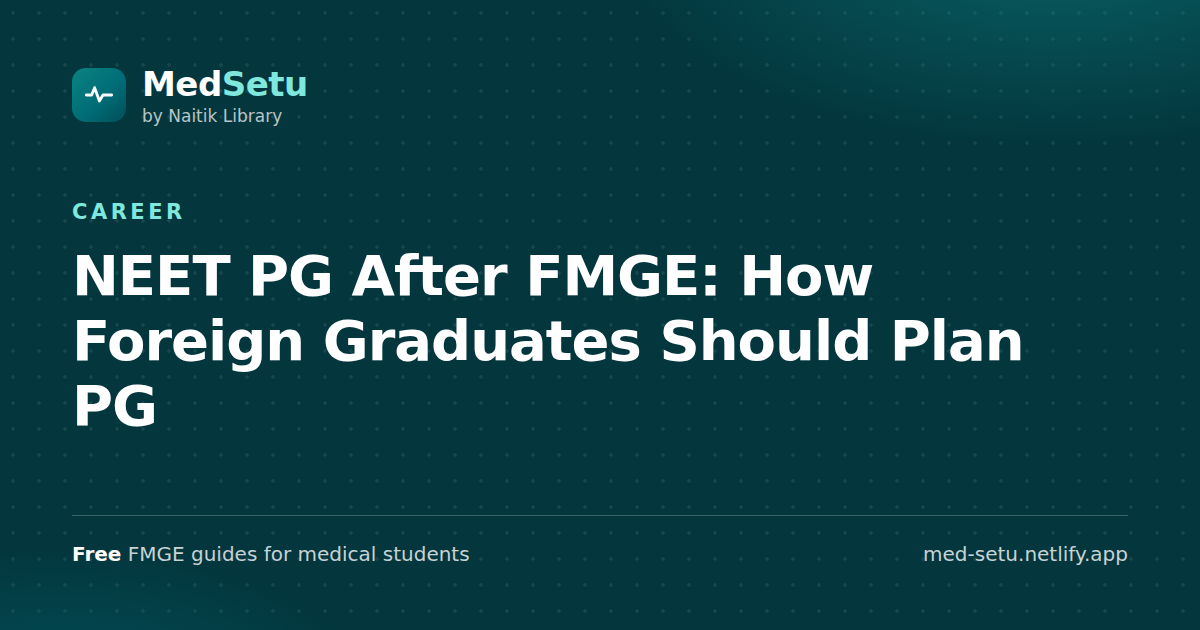 MedSetu
by Naitik Library
CAREER
NEET PG After FMGE: How
Foreign Graduates Should Plan
PG
Free FMGE guides for medical students
med-setu.netlify.app